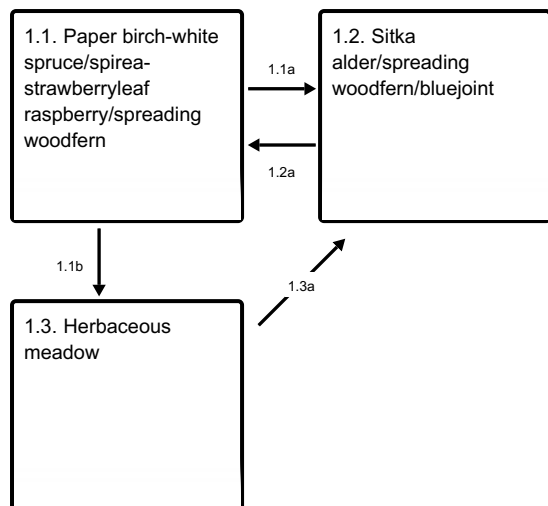 1.1. Paper birch-white
spruce/spirea-
strawberryleaf
raspberry/spreading
woodfern
1.1a
1.2. Sitka
alder/spreading
woodfern/bluejoint
1.2a
1.1b
1.3a
1.3. Herbaceous
meadow